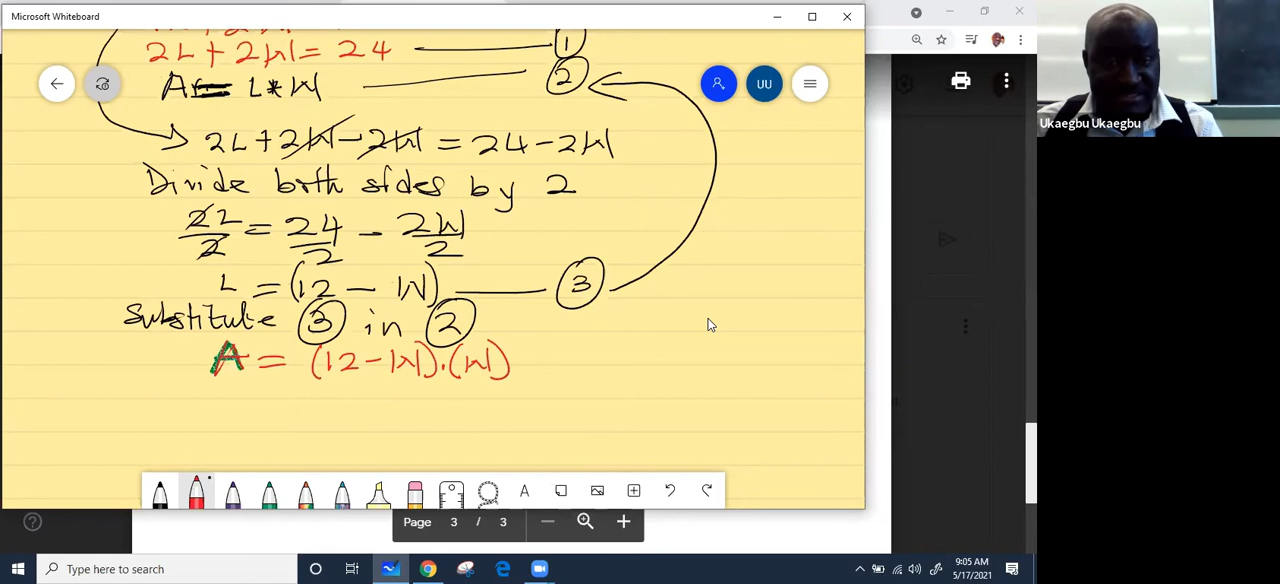 Microsoft Whiteboard
2L + 2W = 24 ① 
A = L * W ②
2L + 2W - 2W = 24 - 2W
Divide both sides by 2
2L/2 = 24/2 - 2W/2
L = (12 - W) ③
Substitute ③ in ②
A = (12 - W).(W)
UU
Ukaegbu Ukaegbu
A
Page 3 / 3
Type here to search
9:05 AM
5/17/2021